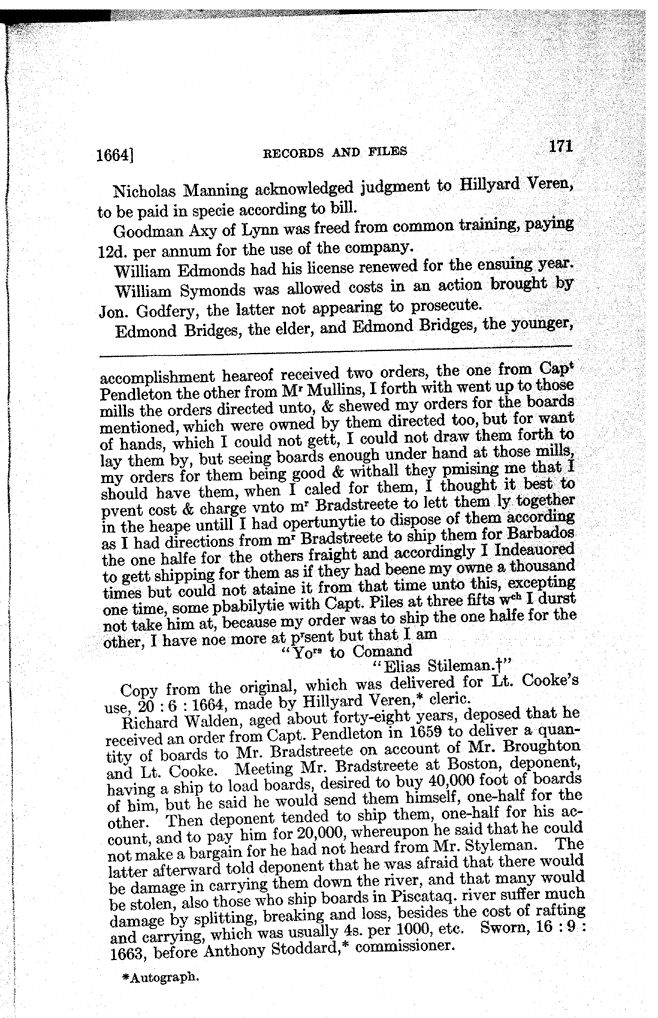 1664] RECORDS AND FILES 171
Nicholas Manning acknowledged judgment to Hillyard Veren,
to be paid in specie according to bill.
Goodman Axy of Lynn was freed from common training, paying
12d. per annum for the use of the company.
William Edmonds had his license renewed for the ensuing year.
William Symonds was allowed costs in an action brought by
Jon. Godfery, the latter not appearing to prosecute.
Edmond Bridges, the elder, and Edmond Bridges, the younger,
accomplishment heareof received two orders, the one from Capᵗ
Pendleton the other from Mʳ Mullins, I forth with went up to those
mills the orders directed unto, & shewed my orders for the boards
mentioned, which were owned by them directed too, but for want
of hands, which I could not gett, I could not draw them forth to
lay them by, but seeing boards enough under hand at those mills,
my orders for them being good & withall they pmising me that I
should have them, when I caled for them, I thought it best to
pvent cost & charge vnto mʳ Bradstreete to lett them ly together
in the heape untill I had opertunytie to dispose of them according
as I had directions from mʳ Bradstreete to ship them for Barbados
the one halfe for the others fraight and accordingly I Indeauored
to gett shipping for them as if they had beene my owne a thousand
times but could not ataine it from that time unto this, excepting
one time, some pbabilytie with Capt. Piles at three fifts wᶜʰ I durst
not take him at, because my order was to ship the one halfe for the
other, I have noe more at pʳsent but that I am
"Yoʳˢ to Comand
"Elias Stileman.†"
Copy from the original, which was delivered for Lt. Cooke's
use, 20 : 6 : 1664, made by Hillyard Veren,* cleric.
Richard Walden, aged about forty-eight years, deposed that he
received an order from Capt. Pendleton in 1659 to deliver a quan-
tity of boards to Mr. Bradstreete on account of Mr. Broughton
and Lt. Cooke. Meeting Mr. Bradstreete at Boston, deponent,
having a ship to load boards, desired to buy 40,000 foot of boards
of him, but he said he would send them himself, one-half for the
other. Then deponent tended to ship them, one-half for his ac-
count, and to pay him for 20,000, whereupon he said that he could
not make a bargain for he had not heard from Mr. Styleman. The
latter afterward told deponent that he was afraid that there would
be damage in carrying them down the river, and that many would
be stolen, also those who ship boards in Piscataq. river suffer much
damage by splitting, breaking and loss, besides the cost of rafting
and carrying, which was usually 4s. per 1000, etc. Sworn, 16 : 9 :
1663, before Anthony Stoddard,* commissioner.
*Autograph.